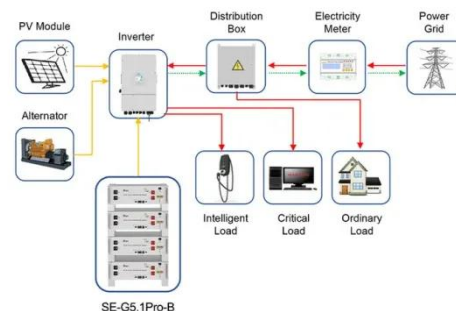 PV Module
Inverter
Distribution
Box
Electricity
Meter
Power
Grid
Alternator
Intelligent
Load
Critical
Load
Ordinary
Load
SE-G5.1Pro-B